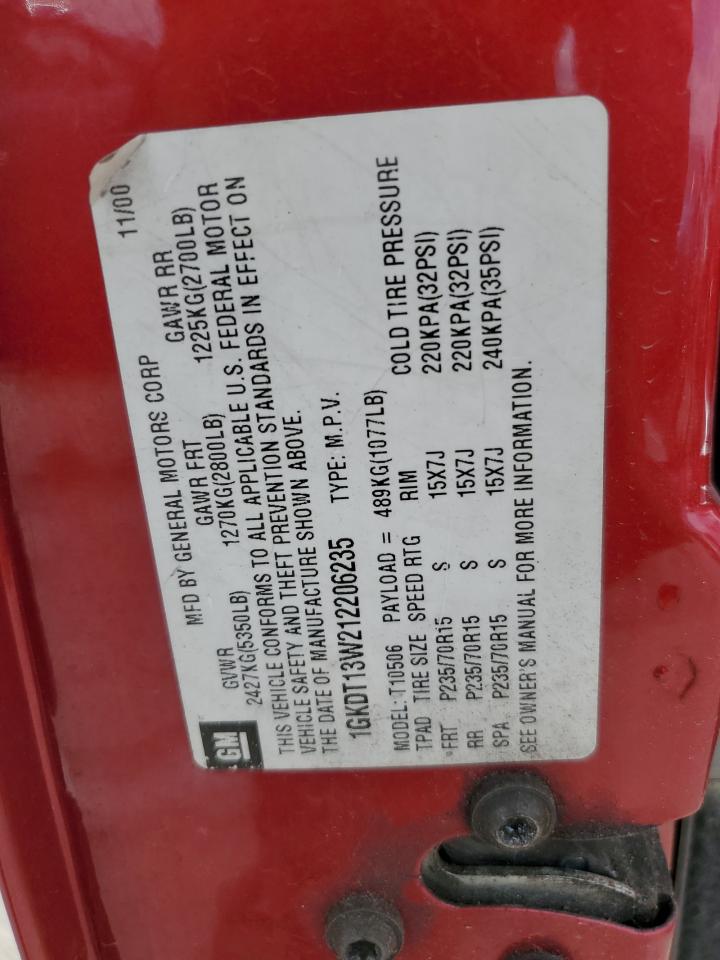 GM
MFD BY GENERAL MOTORS CORP 11/00
GVWR GAWR FRT GAWR RR
2427KG(5350LB) 1270KG(2800LB) 1225KG(2700LB)
THIS VEHICLE CONFORMS TO ALL APPLICABLE U.S. FEDERAL MOTOR
VEHICLE SAFETY AND THEFT PREVENTION STANDARDS IN EFFECT ON
THE DATE OF MANUFACTURE SHOWN ABOVE.
1GKDT13W212206235 TYPE: M.P.V.
MODEL: T10506 PAYLOAD = 489KG(1077LB)
TPAD TIRE SIZE SPEED RTG RIM COLD TIRE PRESSURE
FRT P235/70R15 S 15X7J 220KPA(32PSI)
RR P235/70R15 S 15X7J 220KPA(32PSI)
SPA P235/70R15 S 15X7J 240KPA(35PSI)
SEE OWNER'S MANUAL FOR MORE INFORMATION.